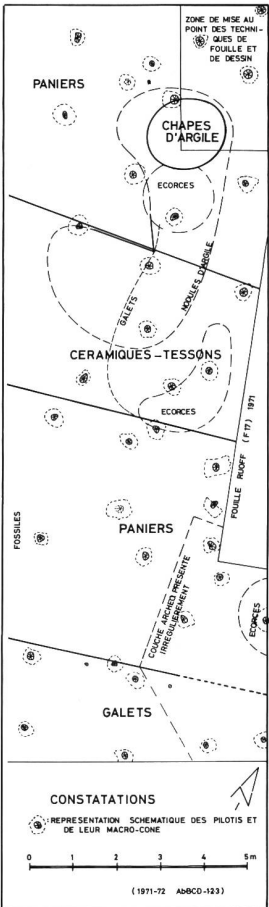 ZONE DE MISE AU
POINT DES TECHNI-
QUES DE
FOUILLE ET
DE DESSIN
PANIERS
CHAPES
D'ARGILE
ECORCES
GALETS
NODULES D'ARGILE
CERAMIQUES-TESSONS
ECORCES
FOUILLE RUOFF (F17) 1971
FOSSILES
PANIERS
COUCHE ARCHEO. PRESENTE
IRREGULIEREMENT
ECORCES
GALETS
CONSTATATIONS
: REPRESENTATION SCHEMATIQUE DES PILOTIS ET
DE LEUR MACRO-CONE
0 1 2 3 4 5m
(1971-72 AbBCD-123)